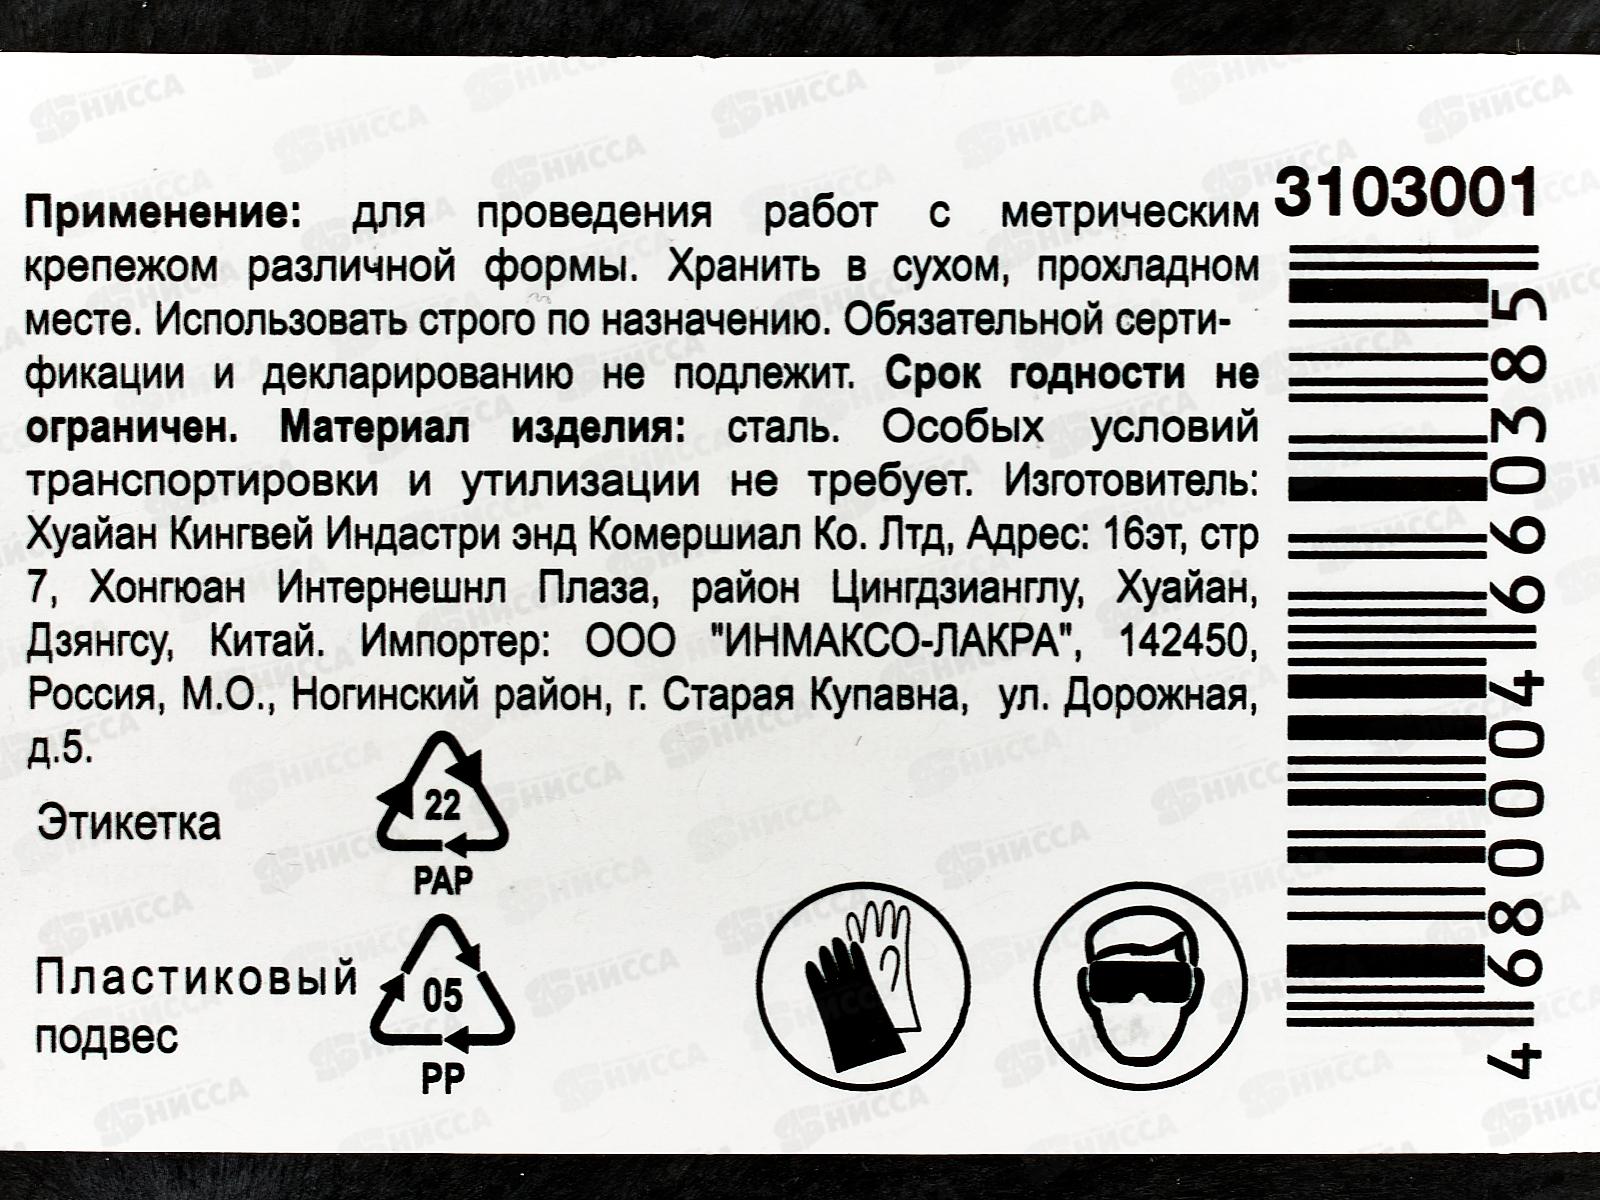 Применение: для проведения работ с метрическим
крепежом различной формы. Хранить в сухом, прохладном
месте. Использовать строго по назначению. Обязательной серти-
фикации и декларированию не подлежит. Срок годности не
ограничен. Материал изделия: сталь. Особых условий
транспортировки и утилизации не требует. Изготовитель:
Хуайан Кингвей Индастри энд Комершиал Ко. Лтд, Адрес: 16эт, стр
7, Хонгюан Интернешнл Плаза, район Цингдзианглу, Хуайан,
Дзянгсу, Китай. Импортер: ООО "ИНМАКСО-ЛАКРА", 142450,
Россия, М.О., Ногинский район, г. Старая Купавна, ул. Дорожная,
д.5.
3103001
4 680004 660385
Этикетка
22
PAP
Пластиковый
подвес
05
PP
НИССА